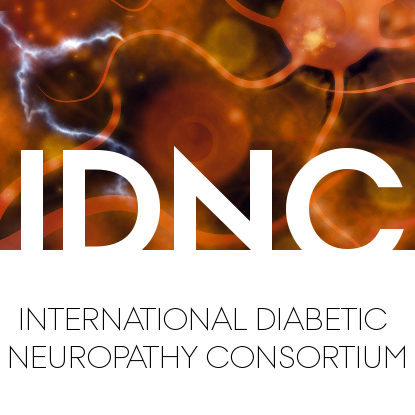 IDNC
INTERNATIONAL DIABETIC
NEUROPATHY CONSORTIUM